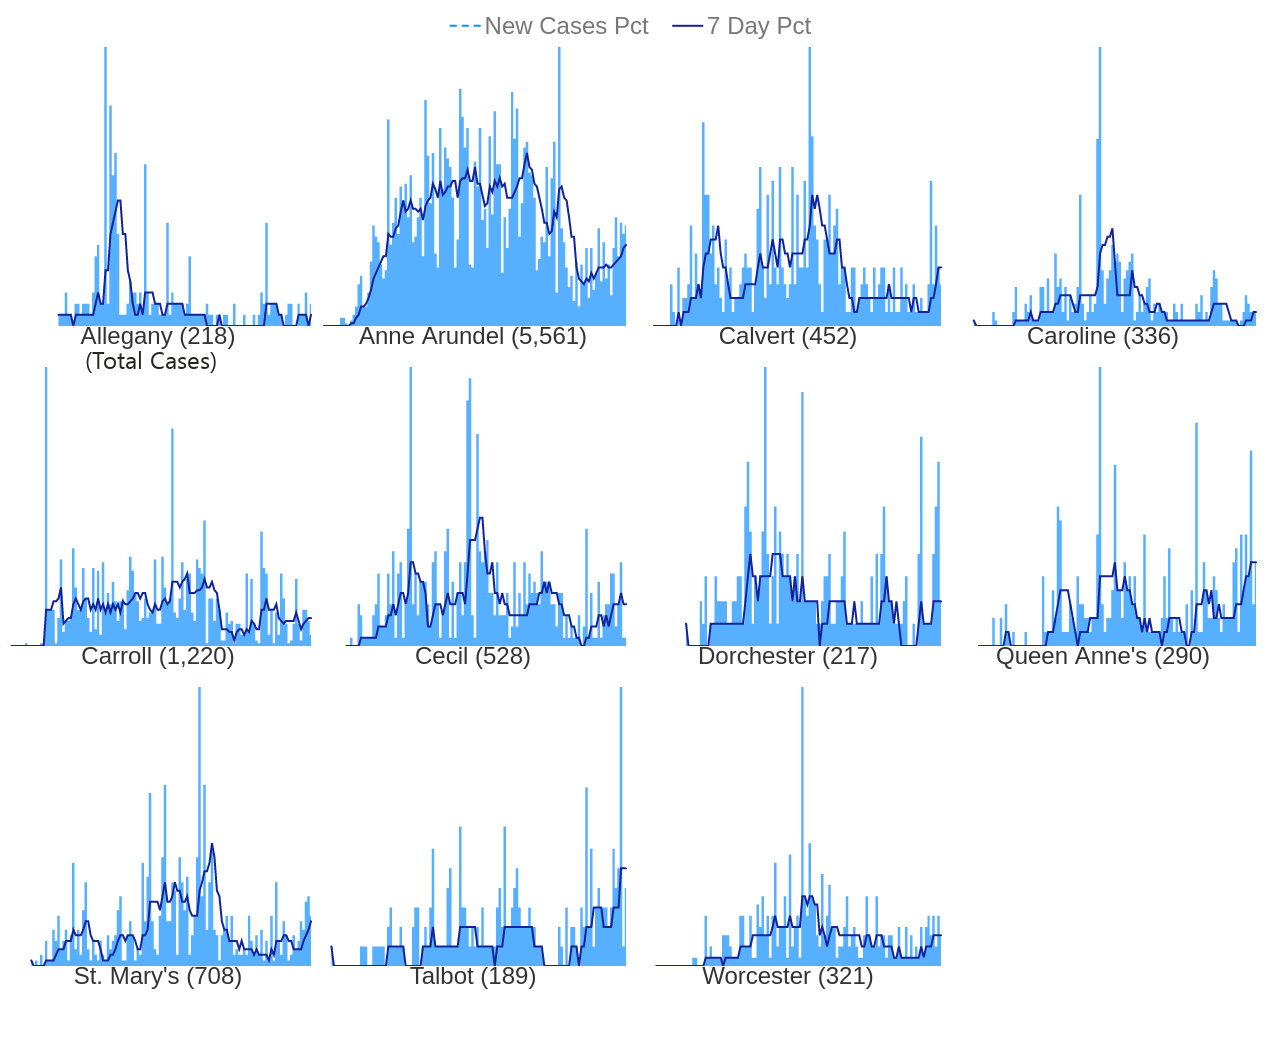 New Cases Pct 7 Day Pct
Allegany (218) Anne Arundel (5,561) Calvert (452) Caroline (336)
(Total Cases)
Carroll (1,220) Cecil (528) Dorchester (217) Queen Anne's (290)
St. Mary's (708) Talbot (189) Worcester (321)